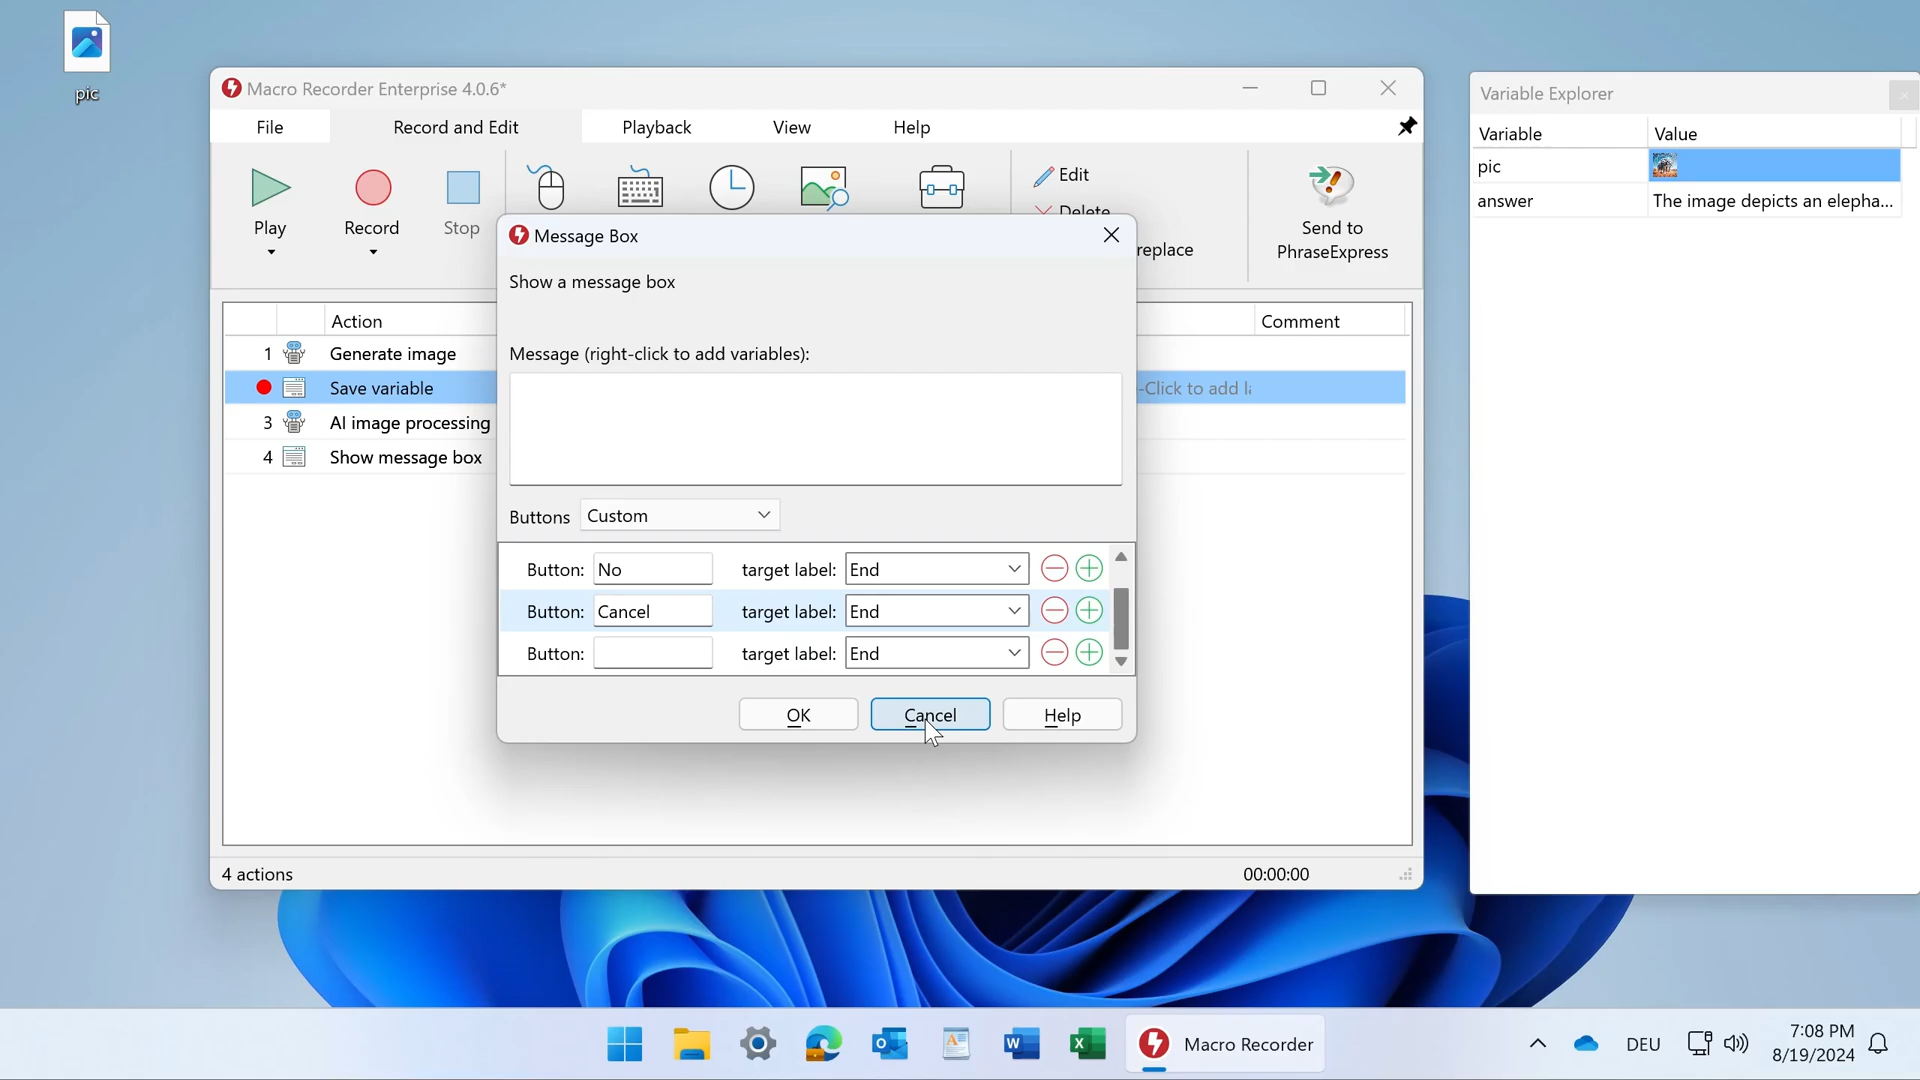 pic
Macro Recorder Enterprise 4.0.6*
File Record and Edit Playback View Help
Play Record Stop
Edit
Delete
replace
Send to
PhraseExpress
Message Box
Show a message box
Message (right-click to add variables):
Buttons Custom
Button: No target label: End
Button: Cancel target label: End
Button: target label: End
OK Cancel Help
Action Comment
1 Generate image
Save variable -Click to add la
3 AI image processing
4 Show message box
4 actions 00:00:00
Variable Explorer
Variable Value
pic
answer The image depicts an elepha...
Macro Recorder
DEU
7:08 PM
8/19/2024